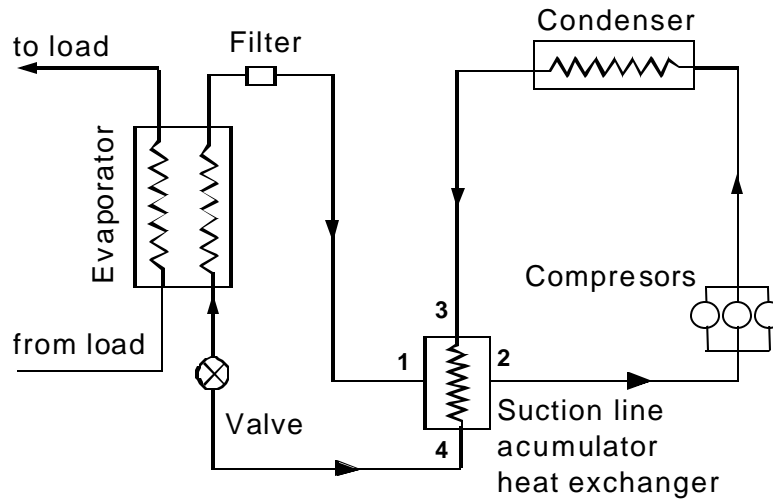 Condenser
to load
Filter
Evaporator
Compresors
3
from load
1
2
Valve
Suction line
acumulator
heat exchanger
4